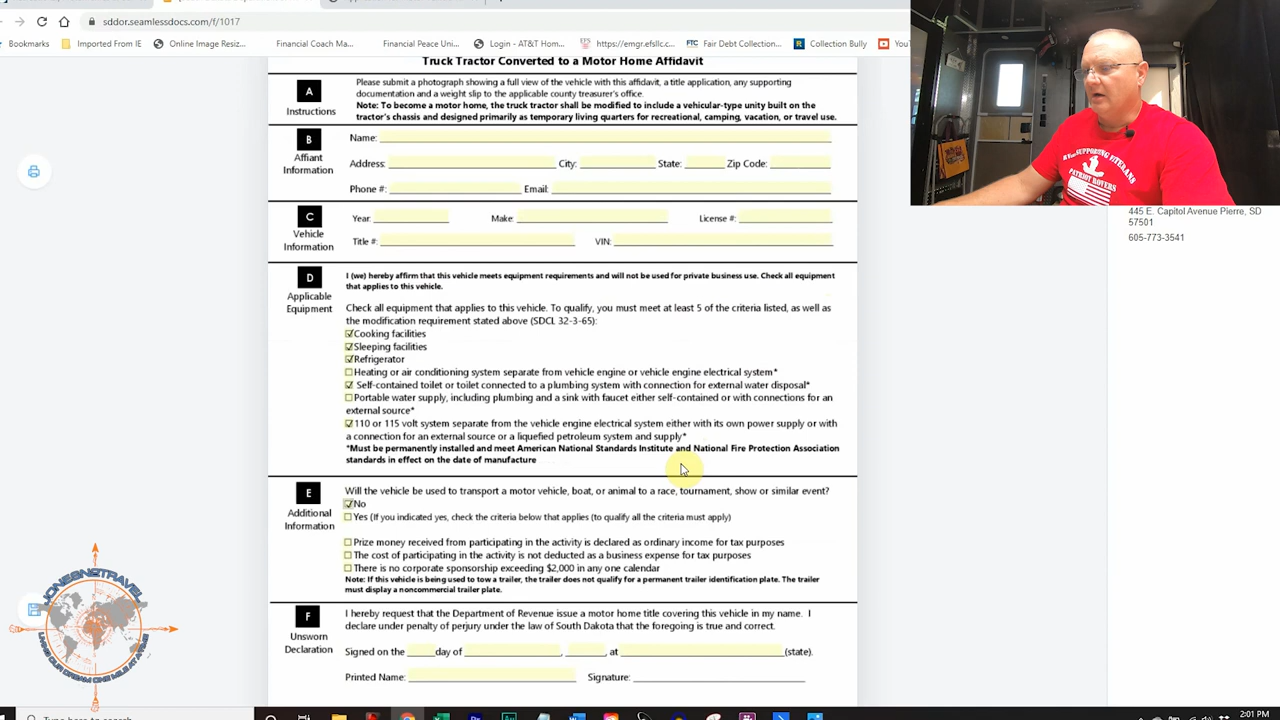 sddor.seamlessdocs.com/f/1017
Bookmarks Imported From IE Online Image Resiz... Financial Coach Ma... Financial Peace Uni... Login - AT&T Hom... https://emgr.efsllc.c... Fair Debt Collection... Collection Bully You
Truck Tractor Converted to a Motor Home Affidavit
A
Instructions
Please submit a photograph showing a full view of the vehicle with this affidavit, a title application, any supporting
documentation and a weight slip to the applicable county treasurer's office.
Note: To become a motor home, the truck tractor shall be modified to include a vehicular-type unity built on the
tractor's chassis and designed primarily as temporary living quarters for recreational, camping, vacation, or travel use.
B
Affiant
Information
Name:
Address: City: State: Zip Code:
Phone #: Email:
C
Vehicle
Information
Year: Make: License #:
Title #: VIN:
D
Applicable
Equipment
I (we) hereby affirm that this vehicle meets equipment requirements and will not be used for private business use. Check all equipment
that applies to this vehicle.
Check all equipment that applies to this vehicle. To qualify, you must meet at least 5 of the criteria listed, as well as
the modification requirement stated above (SDCL 32-3-65):
Cooking facilities
Sleeping facilities
Refrigerator
Heating or air conditioning system separate from vehicle engine or vehicle engine electrical system*
Self-contained toilet or toilet connected to a plumbing system with connection for external water disposal*
Portable water supply, including plumbing and a sink with faucet either self-contained or with connections for an
external source*
110 or 115 volt system separate from the vehicle engine electrical system either with its own power supply or with
a connection for an external source or a liquefied petroleum system and supply*
*Must be permanently installed and meet American National Standards Institute and National Fire Protection Association
standards in effect on the date of manufacture
E
Additional
Information
Will the vehicle be used to transport a motor vehicle, boat, or animal to a race, tournament, show or similar event?
No
Yes (If you indicated yes, check the criteria below that applies (to qualify all the criteria must apply)
Prize money received from participating in the activity is declared as ordinary income for tax purposes
The cost of participating in the activity is not deducted as a business expense for tax purposes
There is no corporate sponsorship exceeding $2,000 in any one calendar
Note: If this vehicle is being used to tow a trailer, the trailer does not qualify for a permanent trailer identification plate. The trailer
must display a noncommercial trailer plate.
F
Unsworn
Declaration
I hereby request that the Department of Revenue issue a motor home title covering this vehicle in my name. I
declare under penalty of perjury under the law of South Dakota that the foregoing is true and correct.
Signed on the day of , , at (state).
Printed Name: Signature:
445 E. Capitol Avenue Pierre, SD
57501
605-773-3541
SUPPORTING
VETERANS
PATRIOT ROVERS
LIVING OUR DREAM ONE MILE AT A TIME
Type here to search
2:01 PM